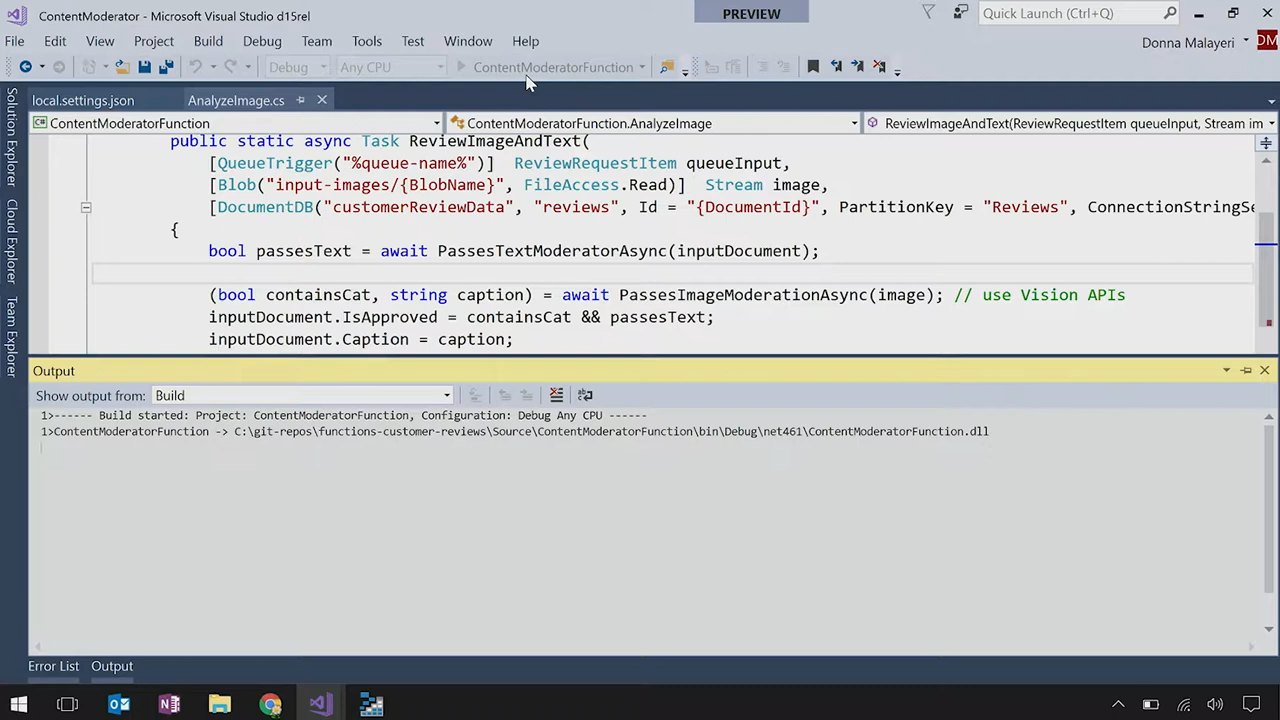 ContentModerator - Microsoft Visual Studio d15rel
PREVIEW
Quick Launch (Ctrl+Q)
File Edit View Project Build Debug Team Tools Test Window Help
Donna Malayeri
DM
Debug Any CPU ContentModeratorFunction
local.settings.json AnalyzeImage.cs
ContentModeratorFunction ContentModeratorFunction.AnalyzeImage ReviewImageAndText(ReviewRequestItem queueInput, Stream im
Solution Explorer
Cloud Explorer
Team Explorer
public static async Task ReviewImageAndText(
[QueueTrigger("%queue-name%")] ReviewRequestItem queueInput,
[Blob("input-images/{BlobName}", FileAccess.Read)] Stream image,
[DocumentDB("customerReviewData", "reviews", Id = "{DocumentId}", PartitionKey = "Reviews", ConnectionStringSe
{
bool passesText = await PassesTextModeratorAsync(inputDocument);
(bool containsCat, string caption) = await PassesImageModerationAsync(image); // use Vision APIs
inputDocument.IsApproved = containsCat && passesText;
inputDocument.Caption = caption;
Output
Show output from: Build
1>------ Build started: Project: ContentModeratorFunction, Configuration: Debug Any CPU ------
1>ContentModeratorFunction -> C:\git-repos\functions-customer-reviews\Source\ContentModeratorFunction\bin\Debug\net461\ContentModeratorFunction.dll
Error List Output